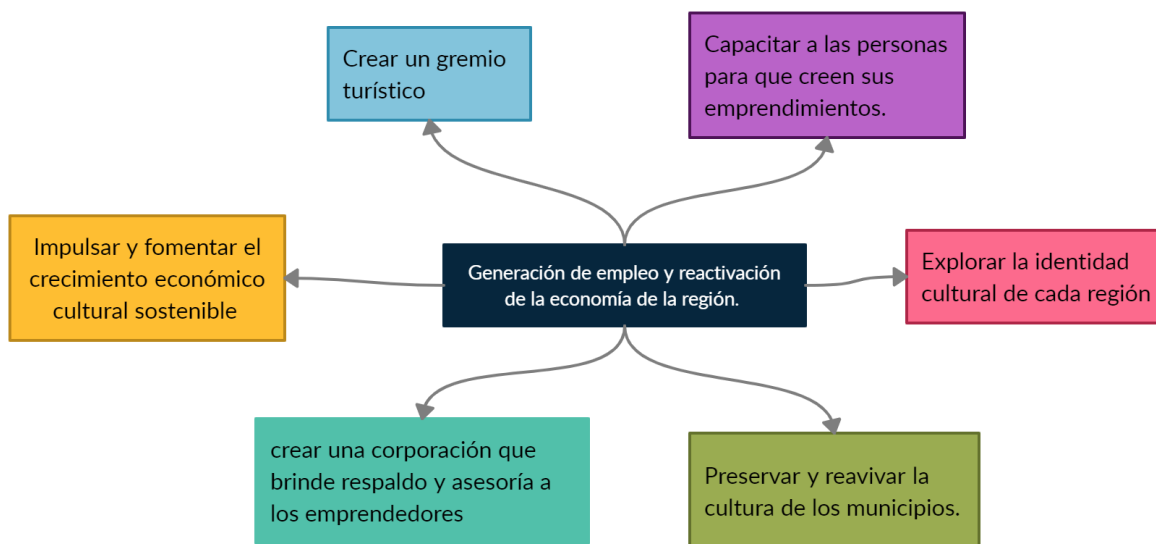 Crear un gremio
turístico
Capacitar a las personas
para que creen sus
emprendimientos.
Impulsar y fomentar el
crecimiento económico
cultural sostenible
Generación de empleo y reactivación
de la economía de la región.
Explorar la identidad
cultural de cada región
crear una corporación que
brinde respaldo y asesoría a
los emprendedores
Preservar y reavivar la
cultura de los municipios.